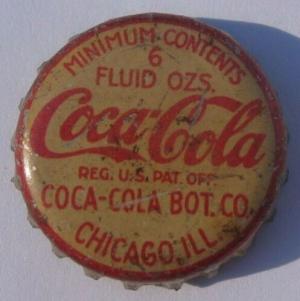 MINIMUM CONTENTS
6
FLUID OZS.
Coca-Cola
REG. U.S. PAT. OFF
COCA-COLA BOT. CO.
CHICAGO, ILL.